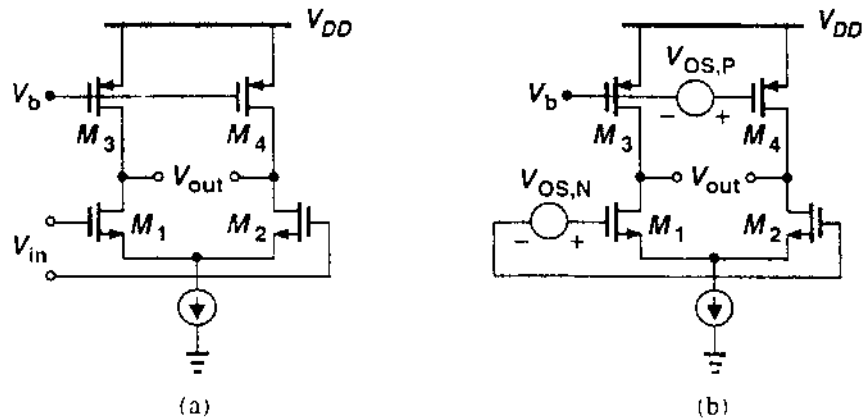 V_DD
V_b
M_3
M_4
V_out
V_in
M_1
M_2
(a)
V_DD
V_OS,P
V_b
− +
M_3
M_4
V_out
V_OS,N
− +
M_1
M_2
(b)